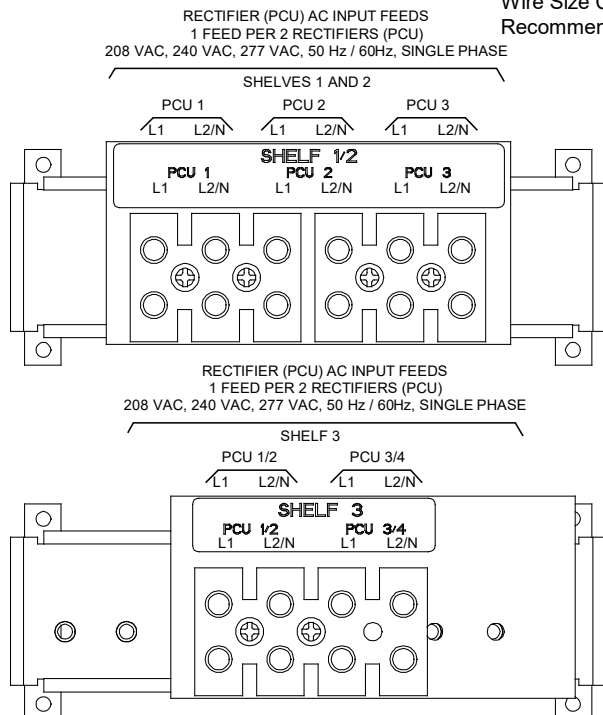 Wire Size
Recommen
RECTIFIER (PCU) AC INPUT FEEDS
1 FEED PER 2 RECTIFIERS (PCU)
208 VAC, 240 VAC, 277 VAC, 50 Hz / 60Hz, SINGLE PHASE
SHELVES 1 AND 2
PCU 1 PCU 2 PCU 3
L1 L2/N L1 L2/N L1 L2/N
SHELF 1/2
PCU 1 PCU 2 PCU 3
L1 L2/N L1 L2/N L1 L2/N
RECTIFIER (PCU) AC INPUT FEEDS
1 FEED PER 2 RECTIFIERS (PCU)
208 VAC, 240 VAC, 277 VAC, 50 Hz / 60Hz, SINGLE PHASE
SHELF 3
PCU 1/2 PCU 3/4
L1 L2/N L1 L2/N
SHELF 3
PCU 1/2 PCU 3/4
L1 L2/N L1 L2/N